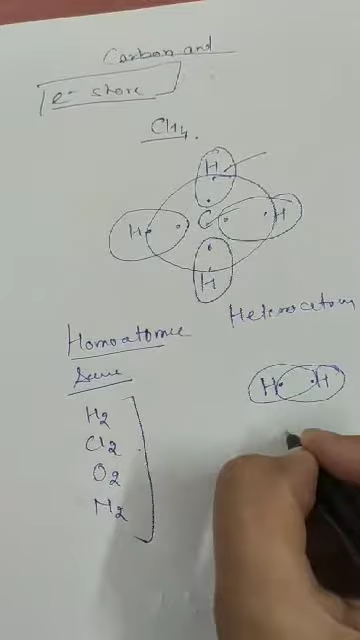 Carbon and
e⁻ share
CH₄.
H
H C H
H
Homoatomic Heteroatom
Same
H H
H₂
Cl₂
O₂
N₂